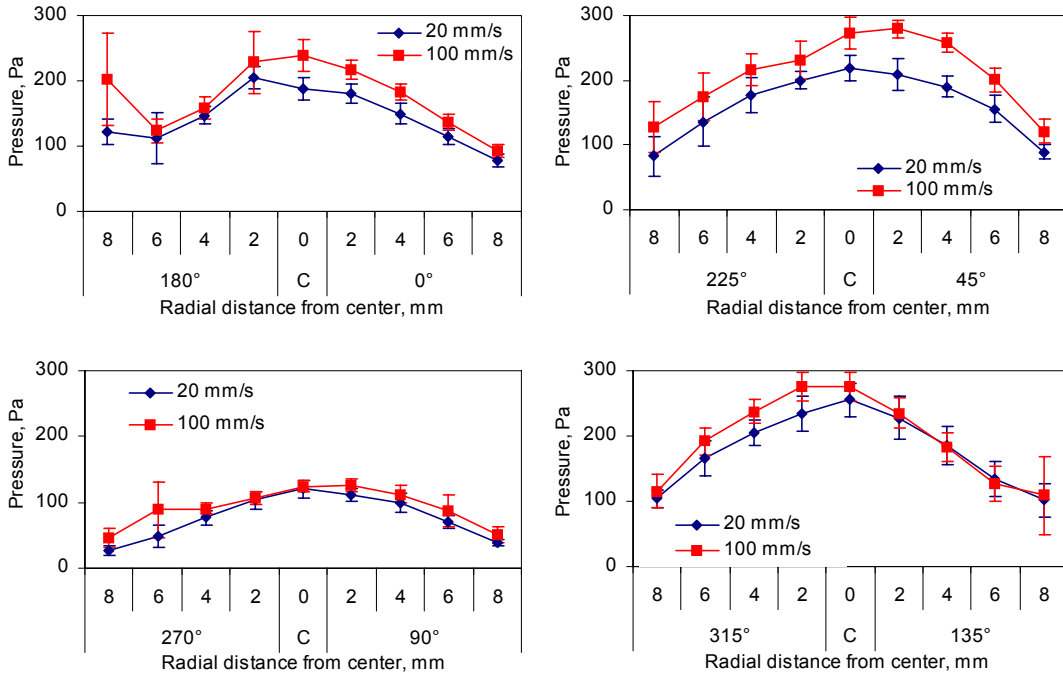 300
200
100
0
Pressure, Pa
20 mm/s
100 mm/s
8 6 4 2 0 2 4 6 8
180° C 0°
Radial distance from center, mm
300
200
100
0
Pressure, Pa
20 mm/s
100 mm/s
8 6 4 2 0 2 4 6 8
225° C 45°
Radial distance from center, mm
300
200
100
0
Pressure, Pa
20 mm/s
100 mm/s
8 6 4 2 0 2 4 6 8
270° C 90°
Radial distance from center, mm
300
200
100
0
Pressure, Pa
20 mm/s
100 mm/s
8 6 4 2 0 2 4 6 8
315° C 135°
Radial distance from center, mm